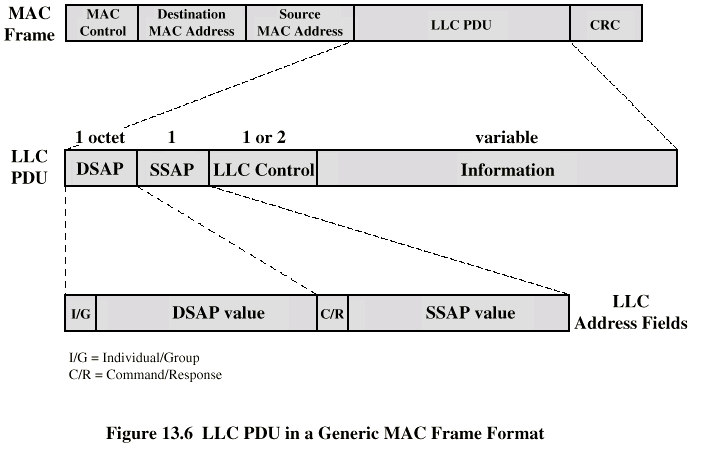 MAC Frame
MAC Control
Destination MAC Address
Source MAC Address
LLC PDU
CRC
1 octet
1
1 or 2
variable
LLC PDU
DSAP
SSAP
LLC Control
Information
I/G
DSAP value
C/R
SSAP value
LLC Address Fields
I/G = Individual/Group
C/R = Command/Response
Figure 13.6 LLC PDU in a Generic MAC Frame Format